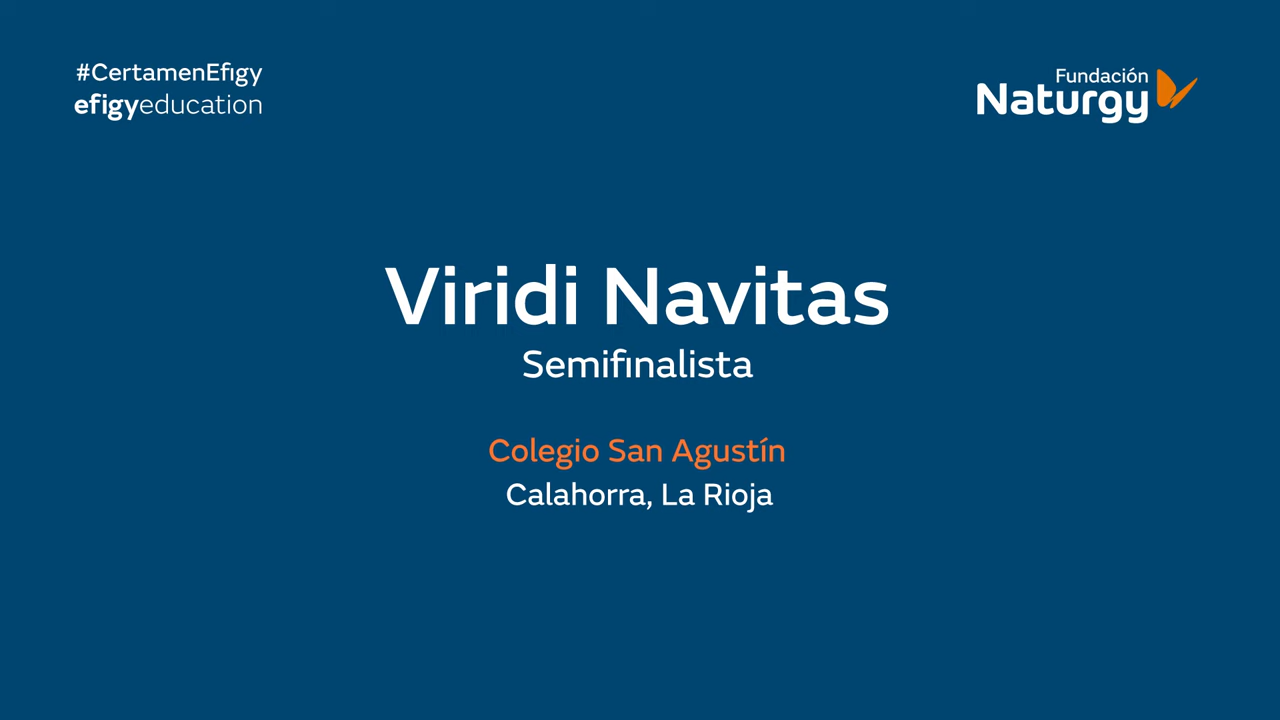 #CertamenEfigy
efigyeducation
Fundación
Naturgy
Viridi Navitas
Semifinalista
Colegio San Agustín
Calahorra, La Rioja